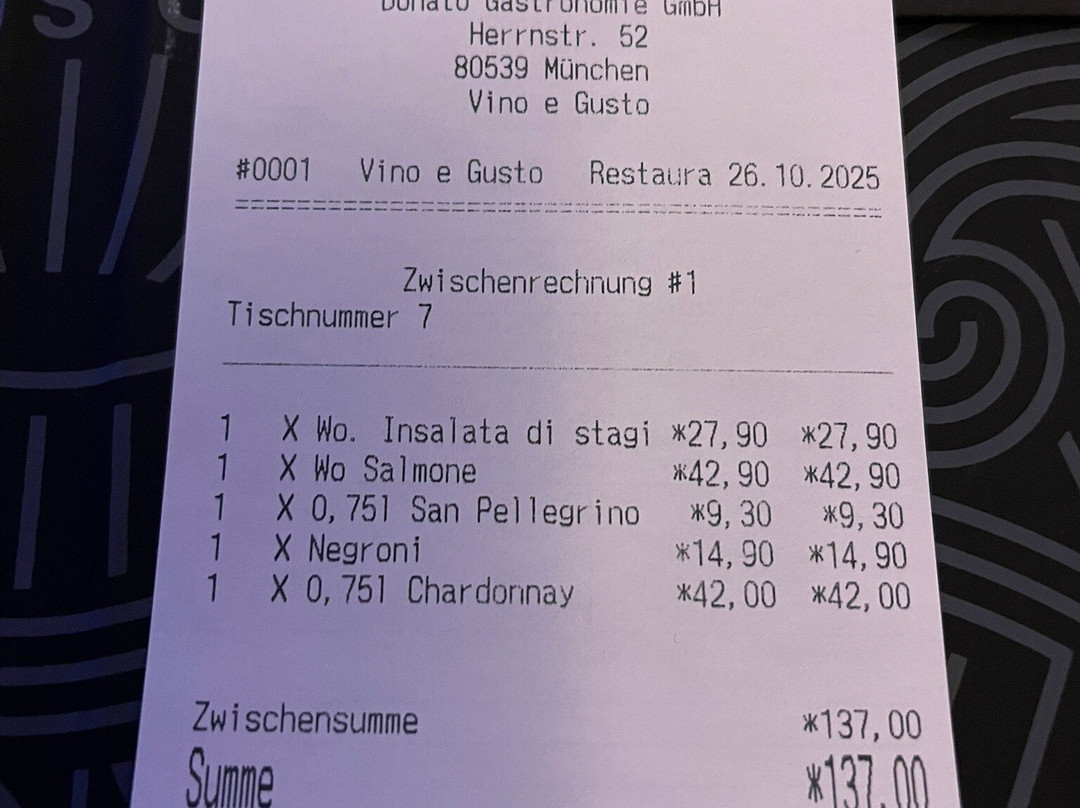 Donato Gastronomie GmbH
Herrnstr. 52
80539 München
Vino e Gusto
#0001 Vino e Gusto Restaura 26.10.2025
Zwischenrechnung #1
Tischnummer 7
1 X Wo. Insalata di stagi *27,90 *27,90
1 X Wo Salmone *42,90 *42,90
1 X 0,75l San Pellegrino *9,30 *9,30
1 X Negroni *14,90 *14,90
1 X 0,75l Chardonnay *42,00 *42,00
Zwischensumme *137,00
Summe *137,00